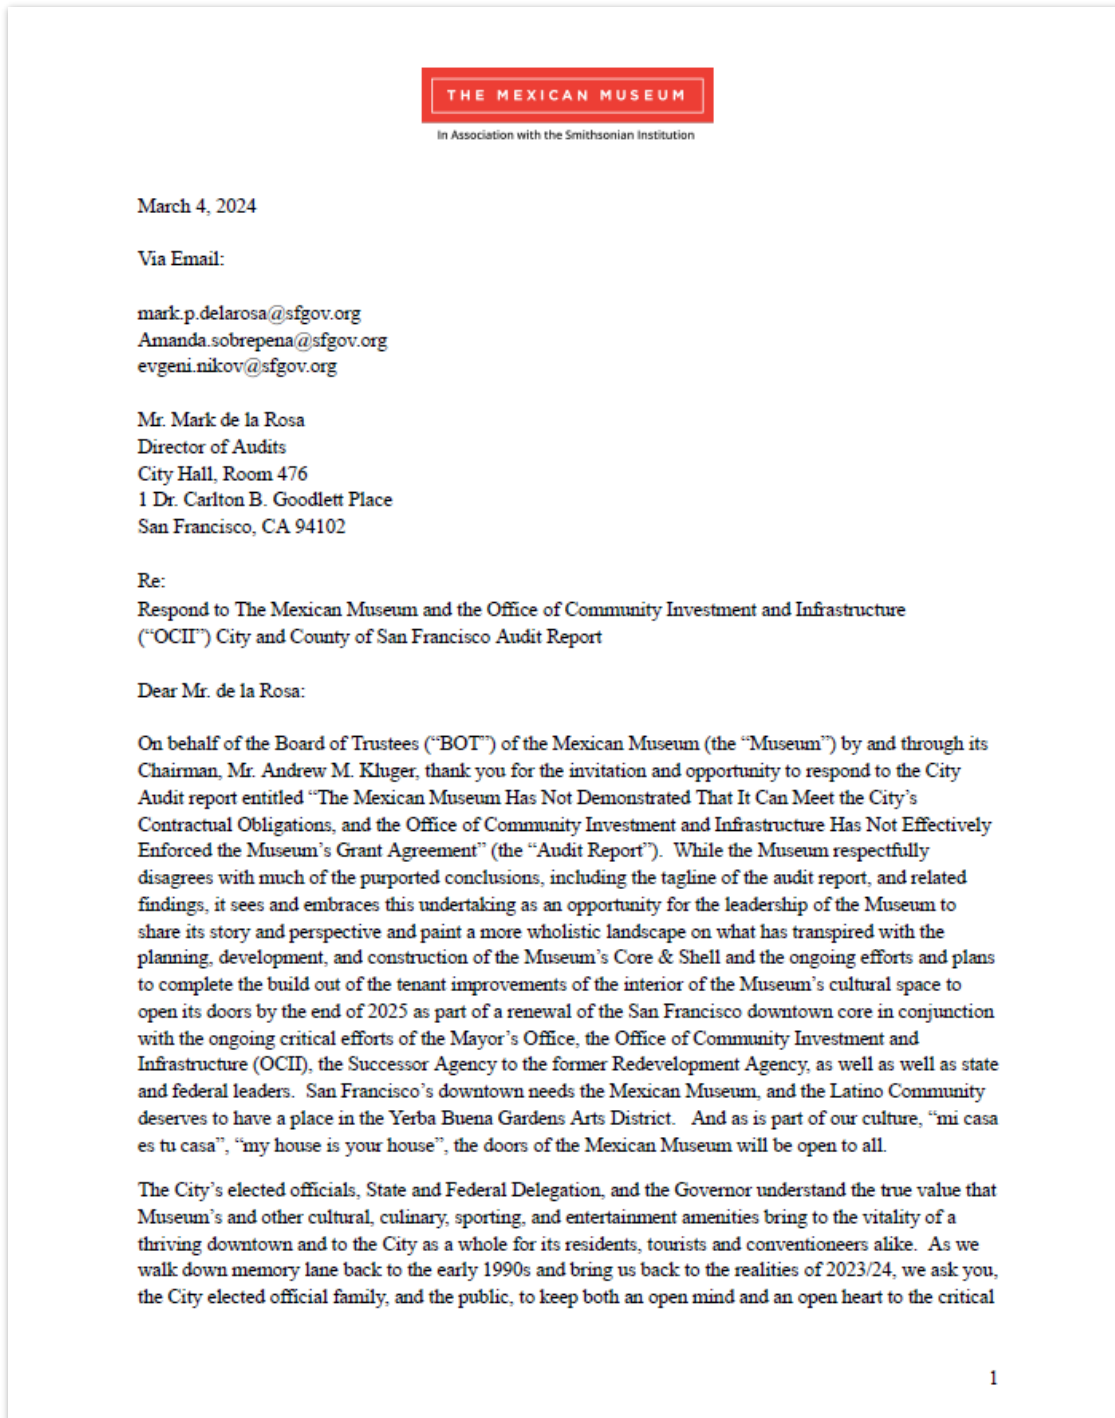 THE MEXICAN MUSEUM
In Association with the Smithsonian Institution
March 4, 2024
Via Email:
mark.p.delarosa@sfgov.org
Amanda.sobrepena@sfgov.org
evgeni.nikov@sfgov.org
Mr. Mark de la Rosa
Director of Audits
City Hall, Room 476
1 Dr. Carlton B. Goodlett Place
San Francisco, CA 94102
Re:
Respond to The Mexican Museum and the Office of Community Investment and Infrastructure
(“OCII”) City and County of San Francisco Audit Report
Dear Mr. de la Rosa:
On behalf of the Board of Trustees (“BOT”) of the Mexican Museum (the “Museum”) by and through its
Chairman, Mr. Andrew M. Kluger, thank you for the invitation and opportunity to respond to the City
Audit report entitled “The Mexican Museum Has Not Demonstrated That It Can Meet the City’s
Contractual Obligations, and the Office of Community Investment and Infrastructure Has Not Effectively
Enforced the Museum’s Grant Agreement” (the “Audit Report”).  While the Museum respectfully
disagrees with much of the purported conclusions, including the tagline of the audit report, and related
findings, it sees and embraces this undertaking as an opportunity for the leadership of the Museum to
share its story and perspective and paint a more wholistic landscape on what has transpired with the
planning, development, and construction of the Museum’s Core & Shell and the ongoing efforts and plans
to complete the build out of the tenant improvements of the interior of the Museum’s cultural space to
open its doors by the end of 2025 as part of a renewal of the San Francisco downtown core in conjunction
with the ongoing critical efforts of the Mayor’s Office, the Office of Community Investment and
Infrastructure (OCII), the Successor Agency to the former Redevelopment Agency, as well as well as state
and federal leaders.  San Francisco’s downtown needs the Mexican Museum, and the Latino Community
deserves to have a place in the Yerba Buena Gardens Arts District.   And as is part of our culture, “mi casa
es tu casa”, “my house is your house”, the doors of the Mexican Museum will be open to all.
The City’s elected officials, State and Federal Delegation, and the Governor understand the true value that
Museum’s and other cultural, culinary, sporting, and entertainment amenities bring to the vitality of a
thriving downtown and to the City as a whole for its residents, tourists and conventioneers alike.  As we
walk down memory lane back to the early 1990s and bring us back to the realities of 2023/24, we ask you,
the City elected official family, and the public, to keep both an open mind and an open heart to the critical
1